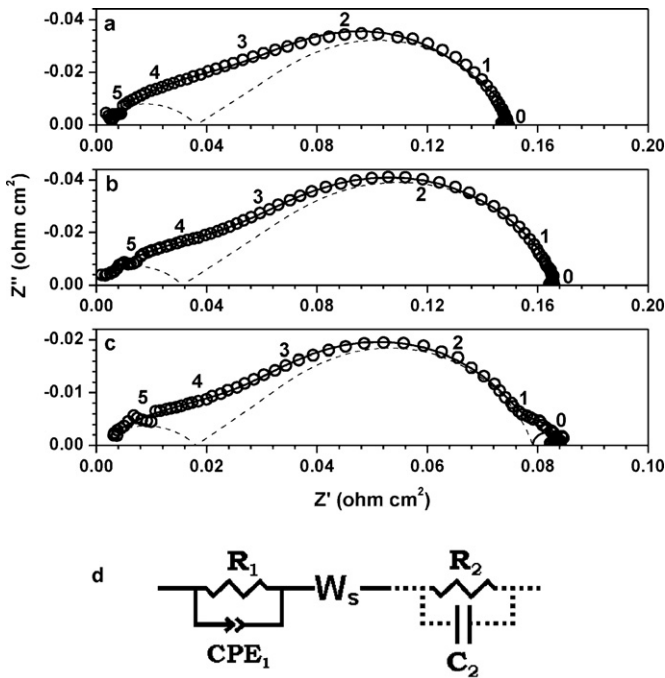 a
-0.04
-0.02
0.00
5 4 3 2 1 0
0.00 0.04 0.08 0.12 0.16 0.20
b
-0.04
-0.02
0.00
5 4 3 2 1 0
0.00 0.04 0.08 0.12 0.16 0.20
Z'' (ohm cm²)
c
-0.02
-0.01
0.00
5 4 3 2 1 0
0.00 0.02 0.04 0.06 0.08 0.10
Z' (ohm cm²)
d
R₁ Wₛ R₂
CPE₁ C₂